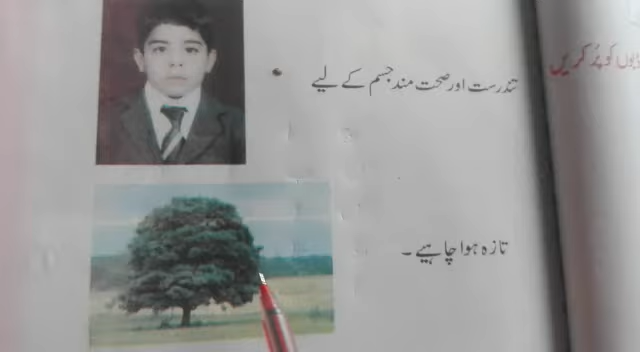 تندرست اور صحت مند جسم کے لیے
کو پُر کریں
تازہ ہوا چاہیے۔